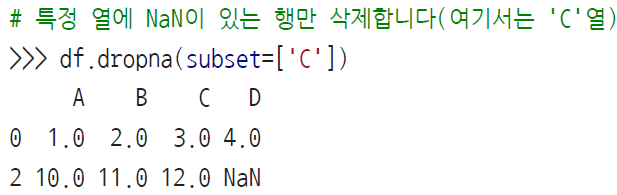 # 특정 열에 NaN이 있는 행만 삭제합니다(여기서는 'C'열)
>>> df.dropna(subset=['C'])
A B C D
0 1.0 2.0 3.0 4.0
2 10.0 11.0 12.0 NaN